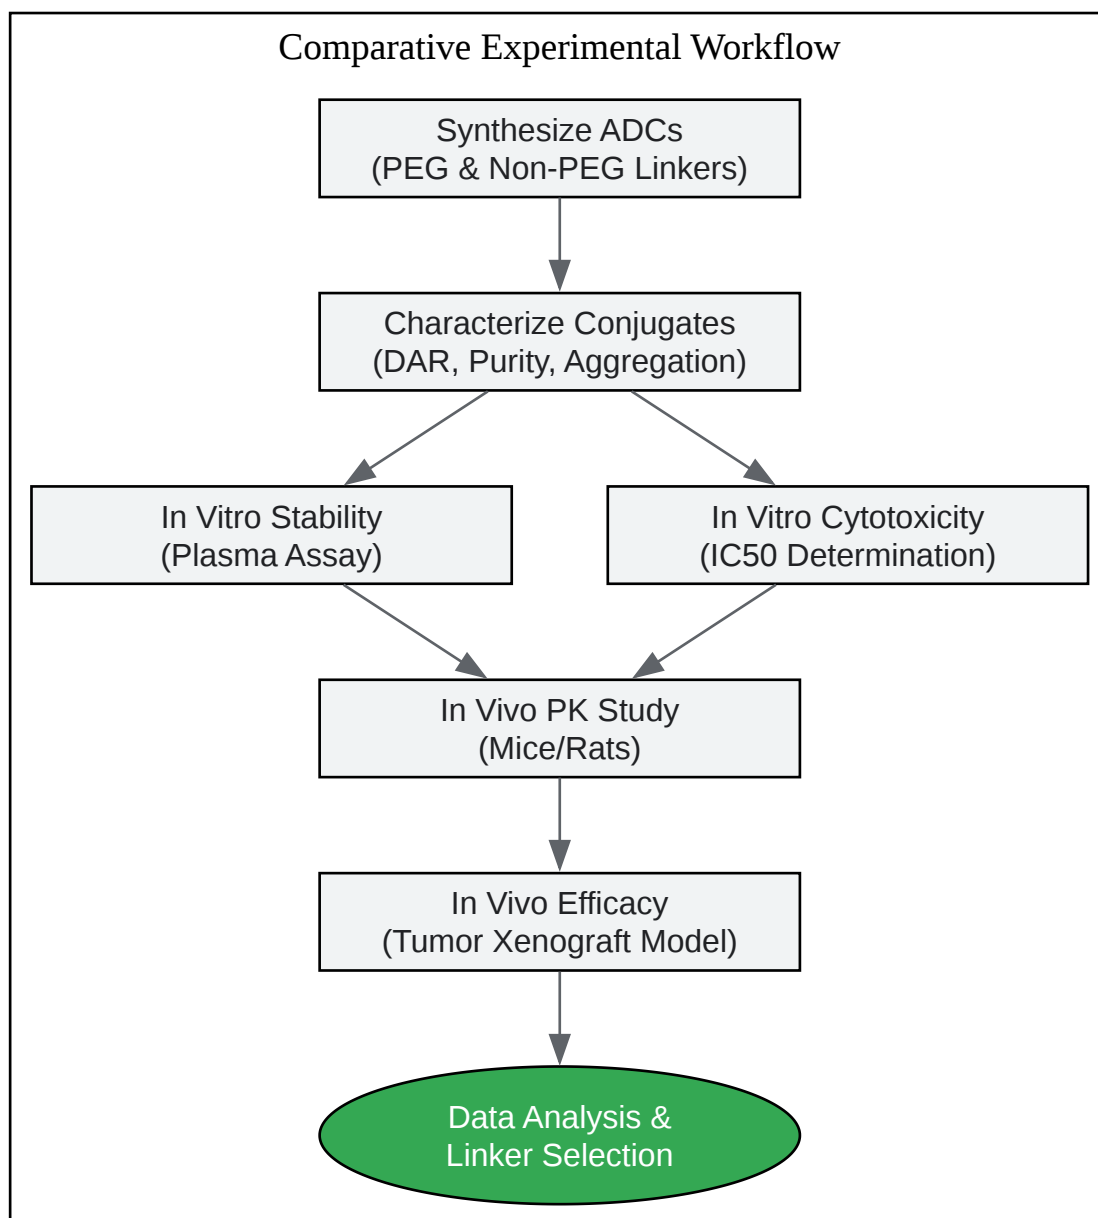 Comparative Experimental Workflow
Synthesize ADCs
(PEG & Non-PEG Linkers)
Characterize Conjugates
(DAR, Purity, Aggregation)
In Vitro Stability
(Plasma Assay)
In Vitro Cytotoxicity
(IC50 Determination)
In Vivo PK Study
(Mice/Rats)
In Vivo Efficacy
(Tumor Xenograft Model)
Data Analysis &
Linker Selection